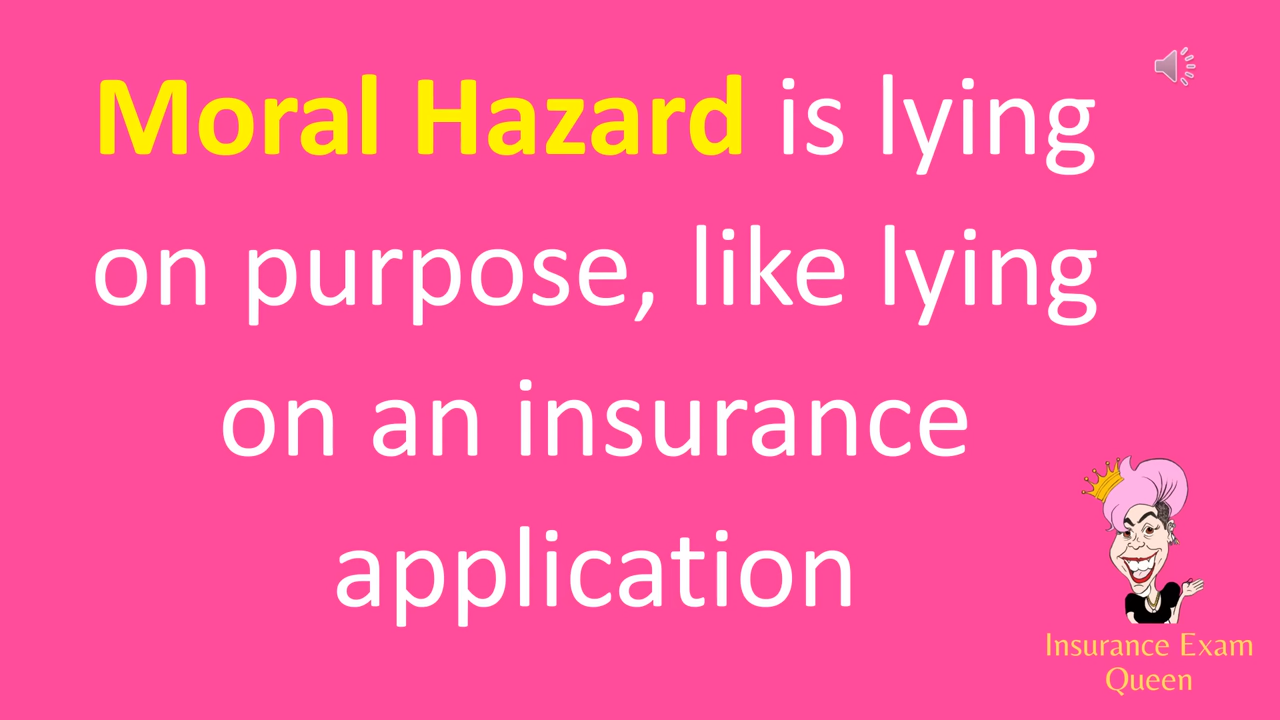 Moral Hazard is lying
on purpose, like lying
on an insurance
application
Insurance Exam
Queen